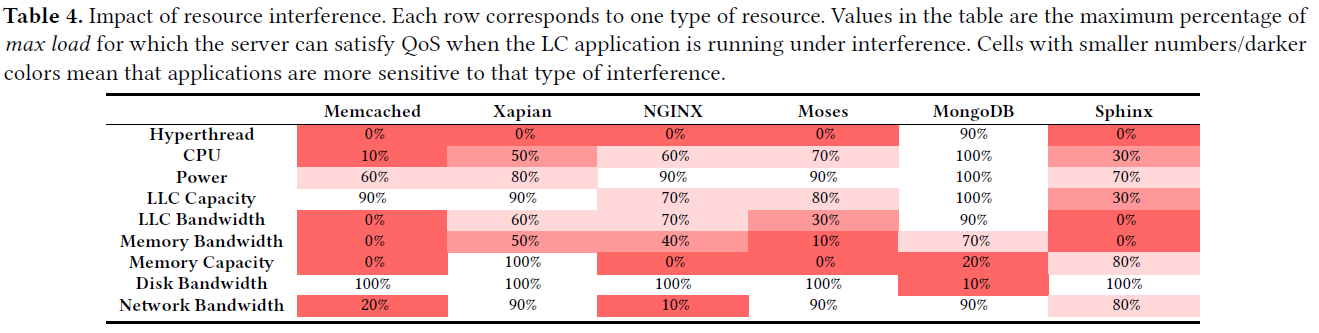 Table 4. Impact of resource interference. Each row corresponds to one type of resource. Values in the table are the maximum percentage of
max load for which the server can satisfy QoS when the LC application is running under interference. Cells with smaller numbers/darker
colors mean that applications are more sensitive to that type of interference.
Memcached Xapian NGINX Moses MongoDB Sphinx
Hyperthread 0% 0% 0% 0% 90% 0%
CPU 10% 50% 60% 70% 100% 30%
Power 60% 80% 90% 90% 100% 70%
LLC Capacity 90% 90% 70% 80% 100% 30%
LLC Bandwidth 0% 60% 70% 30% 90% 0%
Memory Bandwidth 0% 50% 40% 10% 70% 0%
Memory Capacity 0% 100% 0% 0% 20% 80%
Disk Bandwidth 100% 100% 100% 100% 10% 100%
Network Bandwidth 20% 90% 10% 90% 90% 80%